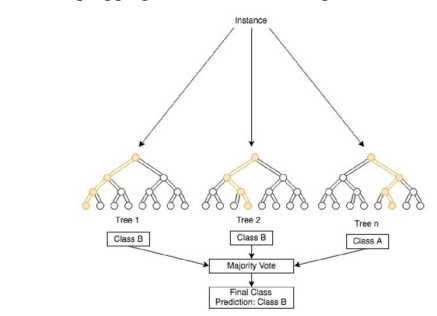 Instance
Tree 1
Tree 2
Tree n
Class B
Class B
Class A
Majority Vote
Final Class
Prediction: Class B